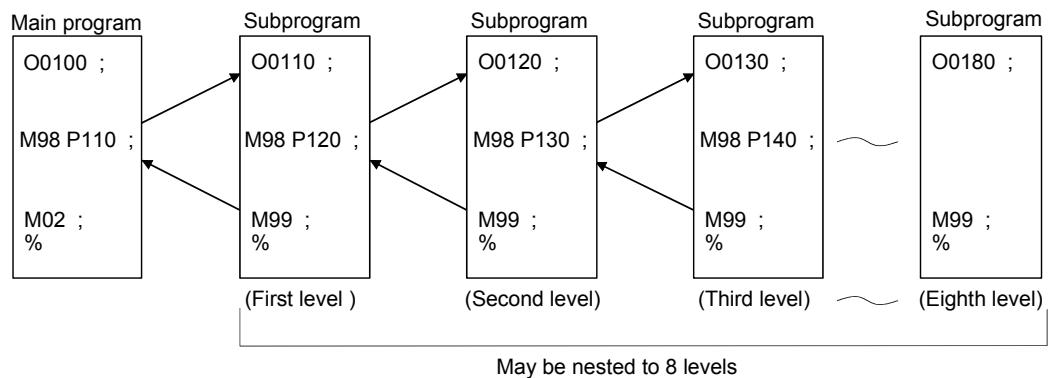 Main program
Subprogram
Subprogram
Subprogram
Subprogram
O0100 ;
O0110 ;
O0120 ;
O0130 ;
O0180 ;
M98 P110 ;
M98 P120 ;
M98 P130 ;
M98 P140 ;
M02 ;
%
M99 ;
%
M99 ;
%
M99 ;
%
M99 ;
%
(First level )
(Second level)
(Third level)
(Eighth level)
May be nested to 8 levels